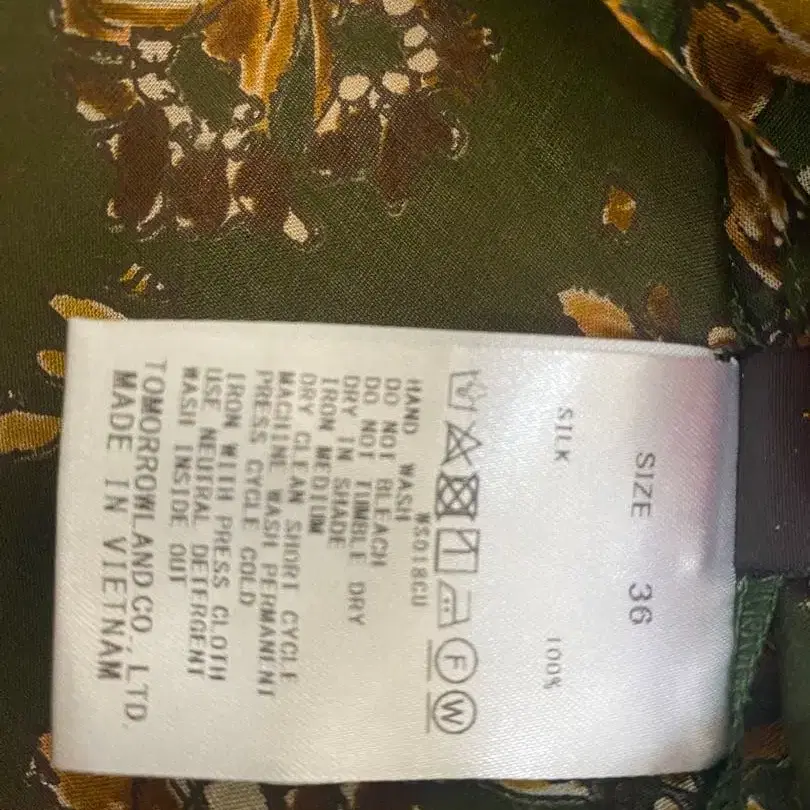 SIZE 36
SILK 100%
F W
WS018CU
HAND WASH
DO NOT BLEACH
DO NOT TUMBLE DRY
DRY IN SHADE
IRON MEDIUM
DRY CLEAN SHORT CYCLE
MACHINE WASH PERMANENT
PRESS CYCLE COLD
IRON WITH PRESS CLOTH
USE NEUTRAL DETERGENT
WASH INSIDE OUT
TOMORROWLAND CO., LTD.
MADE IN VIETNAM